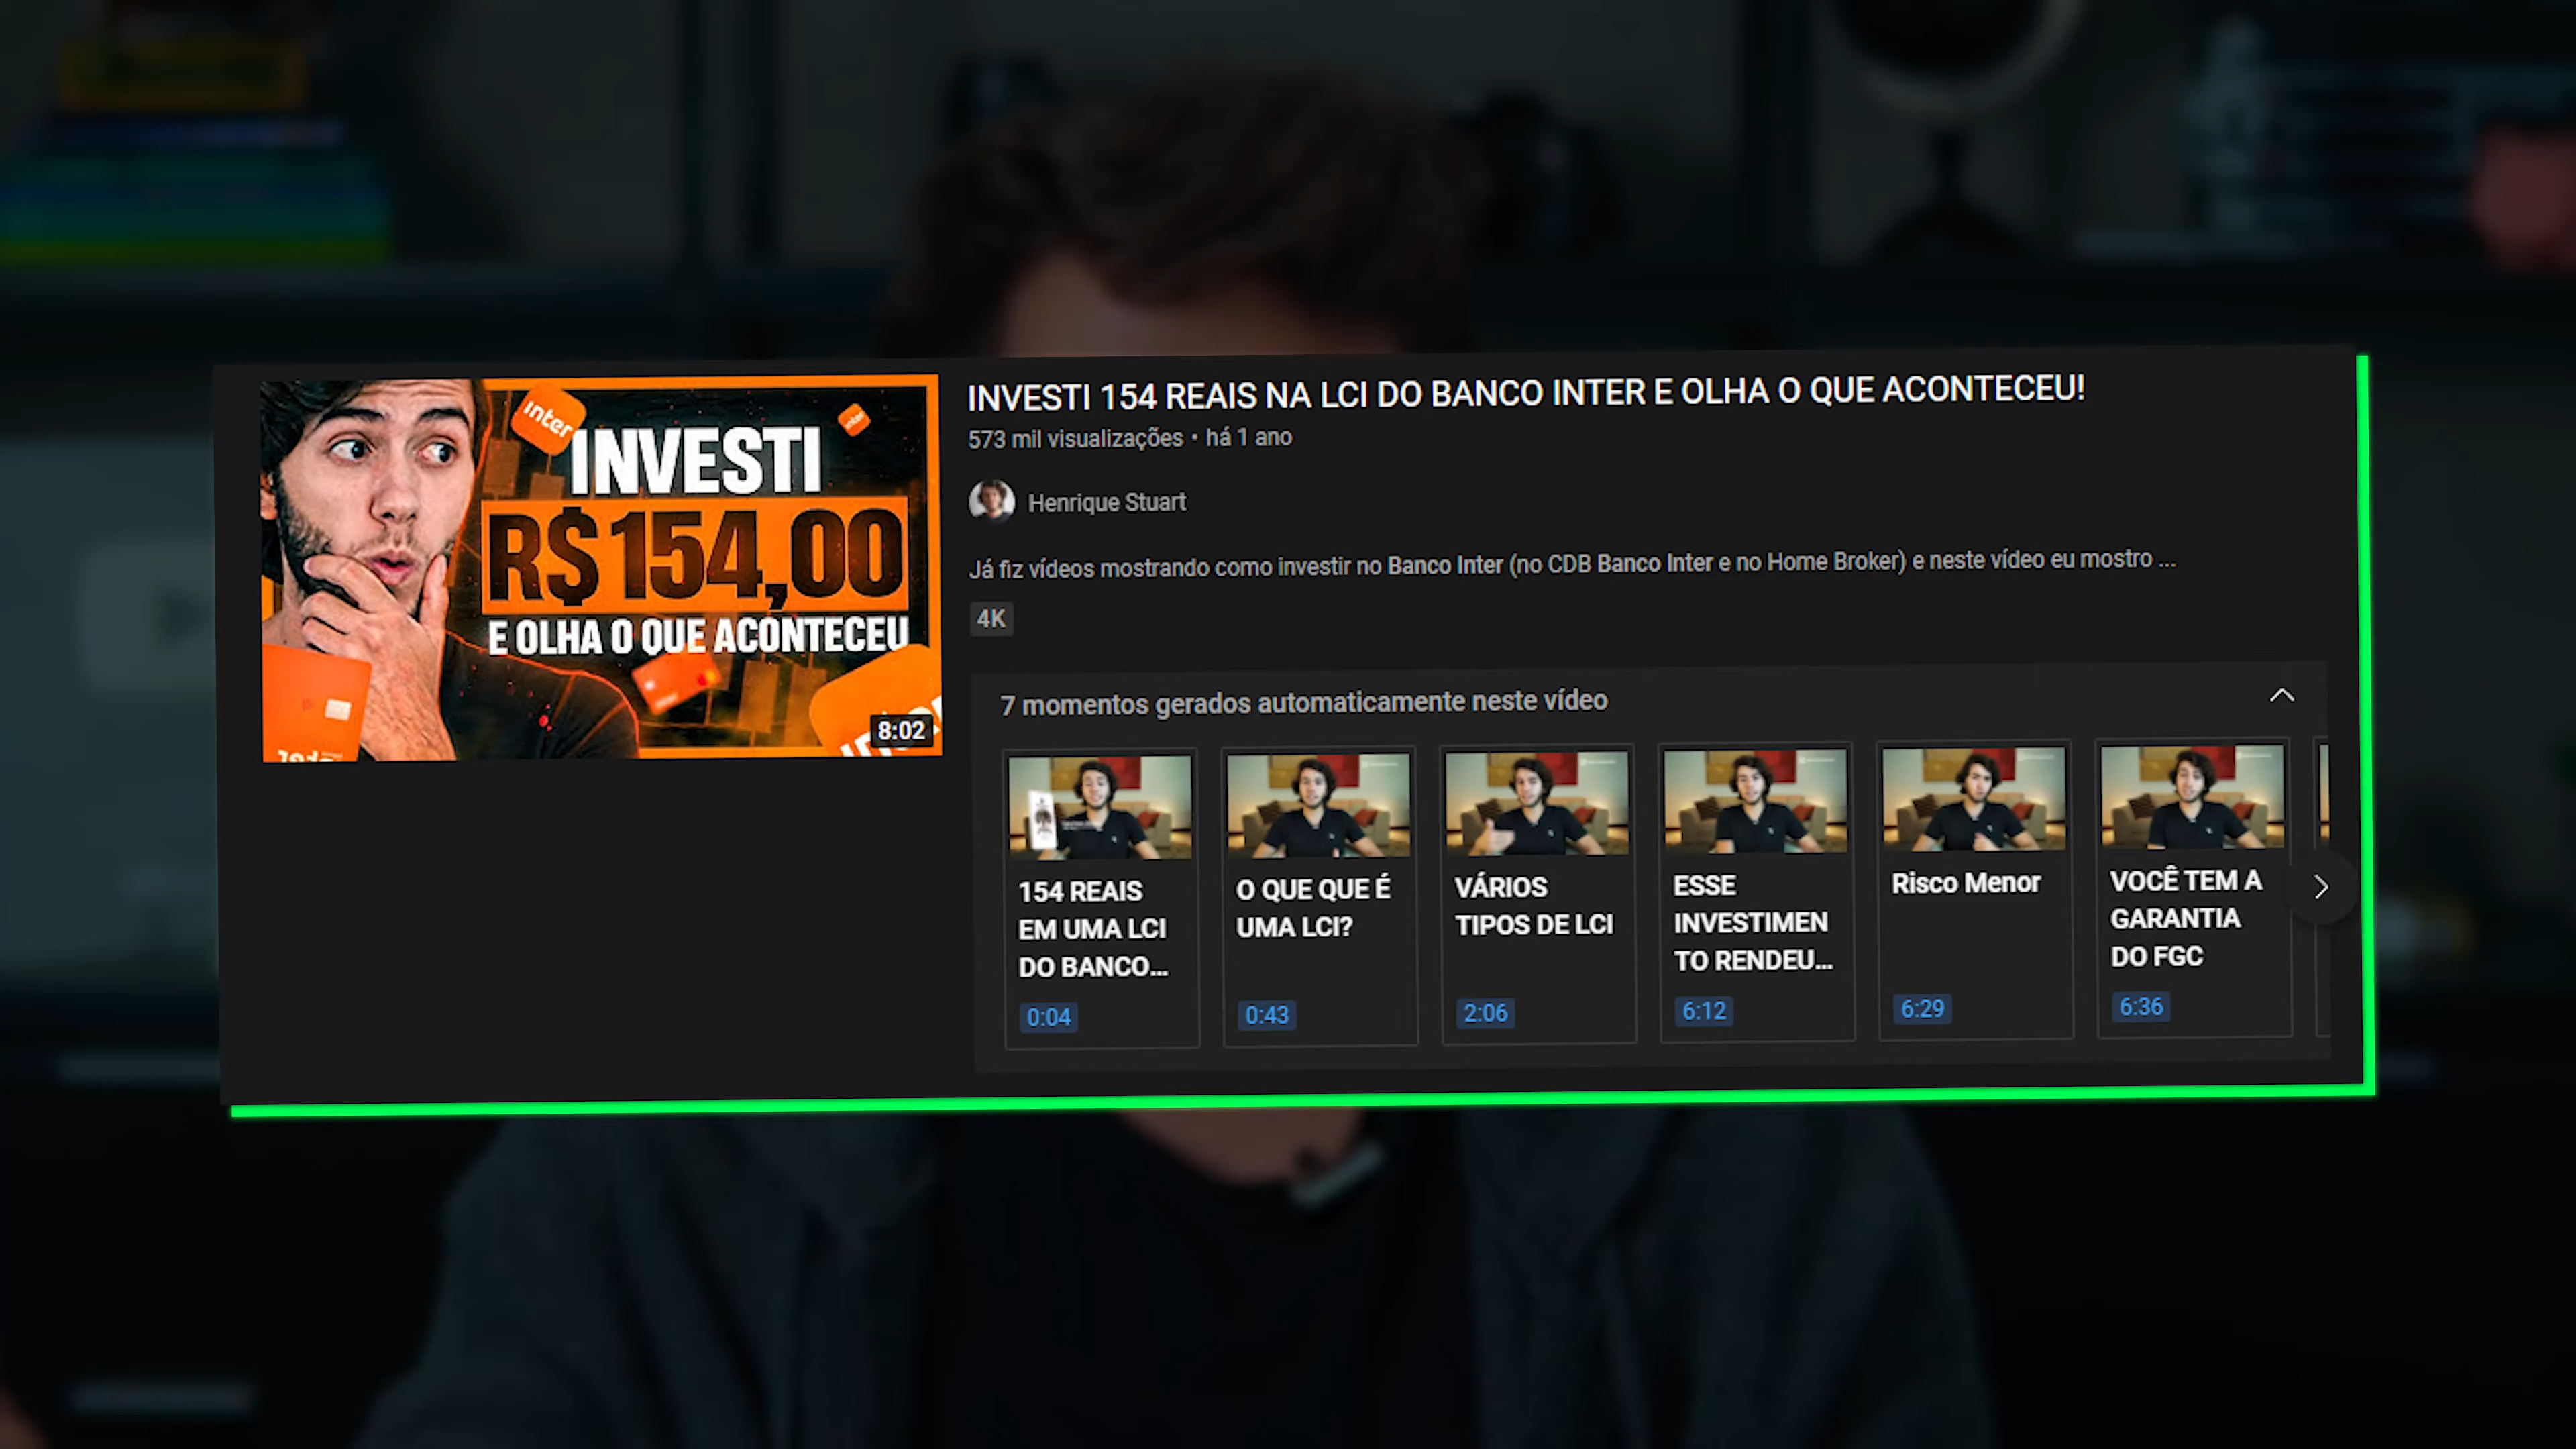 inter
INVESTI
R$154,00
E OLHA O QUE ACONTECEU
8:02
INVESTI 154 REAIS NA LCI DO BANCO INTER E OLHA O QUE ACONTECEU!
573 mil visualizações • há 1 ano
Henrique Stuart
Já fiz vídeos mostrando como investir no Banco Inter (no CDB Banco Inter e no Home Broker) e neste vídeo eu mostro ...
4K
7 momentos gerados automaticamente neste vídeo
154 REAIS
EM UMA LCI
DO BANCO...
0:04
O QUE QUE É
UMA LCI?
0:43
VÁRIOS
TIPOS DE LCI
2:06
ESSE
INVESTIMEN
TO RENDEU...
6:12
Risco Menor
6:29
VOCÊ TEM A
GARANTIA
DO FGC
6:36